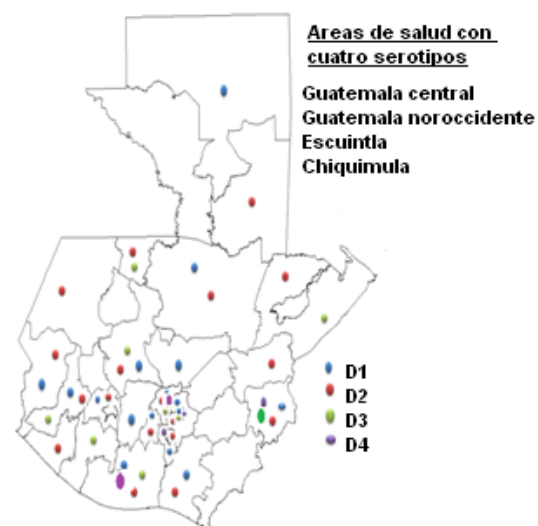 Areas de salud con
cuatro serotipos
Guatemala central
Guatemala noroccidente
Escuintla
Chiquimula
D1
D2
D3
D4